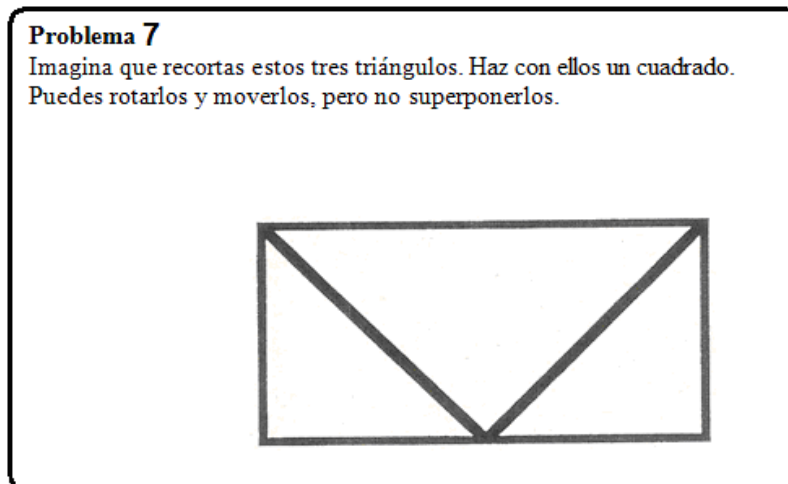 Problema 7
Imagina que recortas estos tres triángulos. Haz con ellos un cuadrado.
Puedes rotarlos y moverlos, pero no superponerlos.